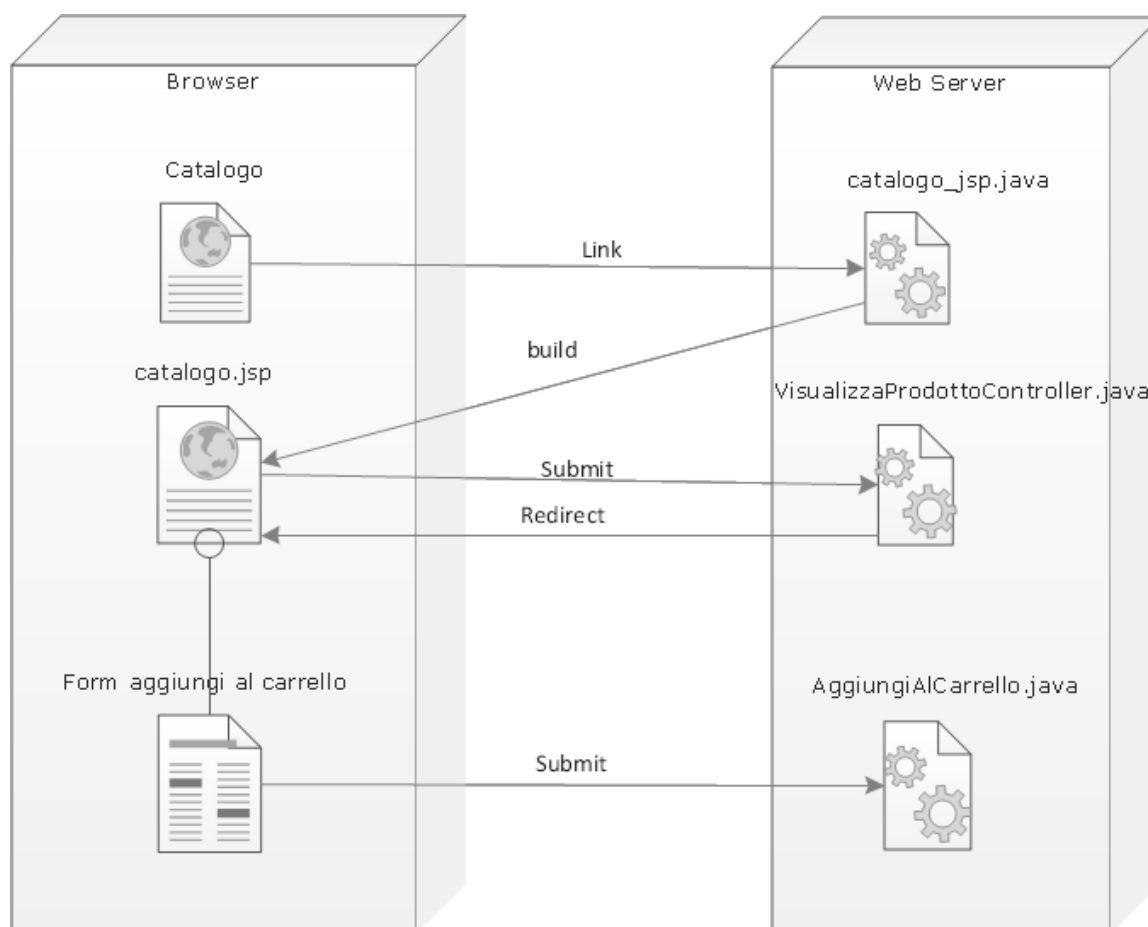 Browser
Web Server
Catalogo
catalogo_jsp.java
Link
build
catalogo.jsp
VisualizzaProdottoController.java
Submit
Redirect
Form aggiungi al carrello
AggiungiAlCarrello.java
Submit